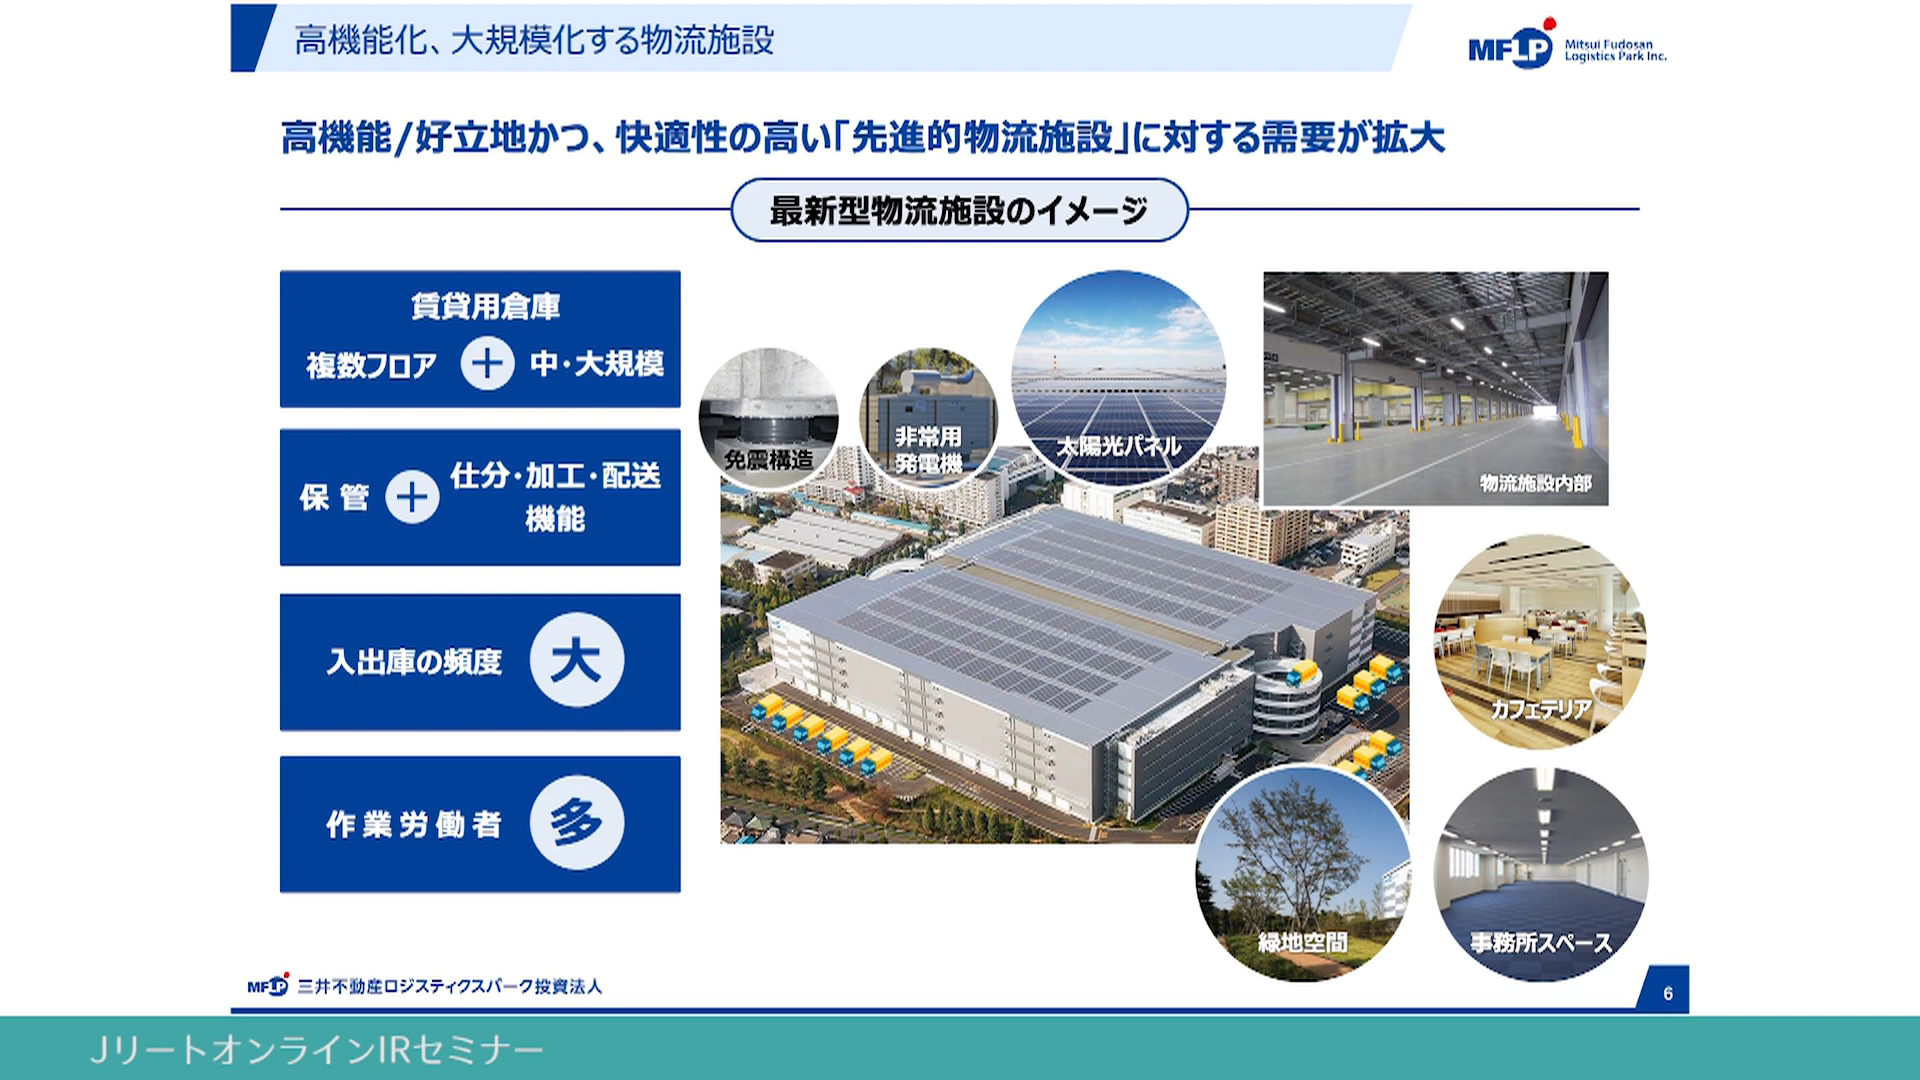 高機能化、大規模化する物流施設
MFLP
Mitsui Fudosan
Logistics Park Inc.
高機能/好立地かつ、快適性の高い「先進的物流施設」に対する需要が拡大
最新型物流施設のイメージ
賃貸用倉庫
複数フロア + 中・大規模
保管 + 仕分・加工・配送
機能
入出庫の頻度 大
作業労働者 多
免震構造
非常用
発電機
太陽光パネル
物流施設内部
カフェテリア
緑地空間
事務所スペース
MFLP 三井不動産ロジスティクスパーク投資法人
6
JリートオンラインIRセミナー